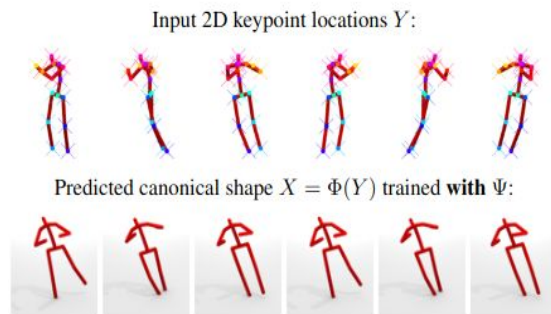 Input 2D keypoint locations Y:
Predicted canonical shape X = Φ(Y) trained with Ψ: